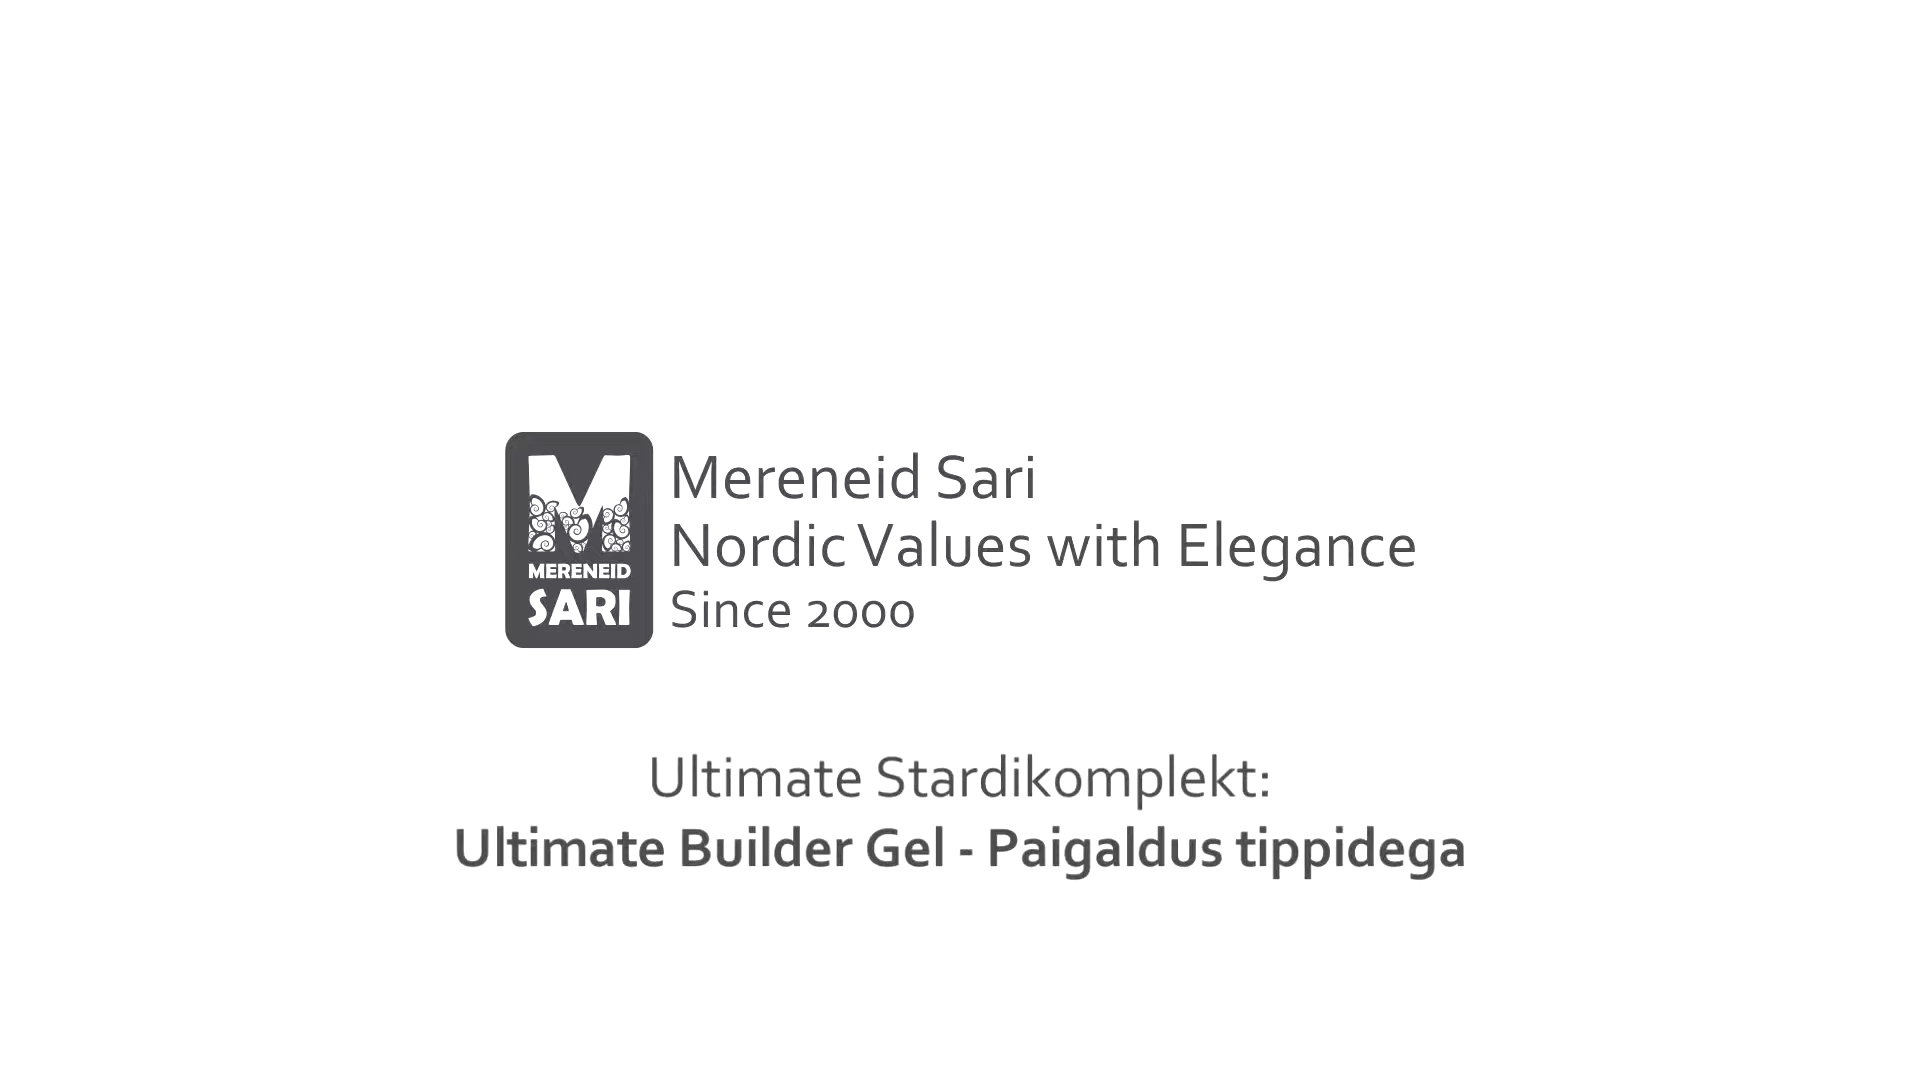 MERENEID
SARI
Mereneid Sari
Nordic Values with Elegance
Since 2000
Ultimate Stardikomplekt:
Ultimate Builder Gel - Paigaldus tippidega